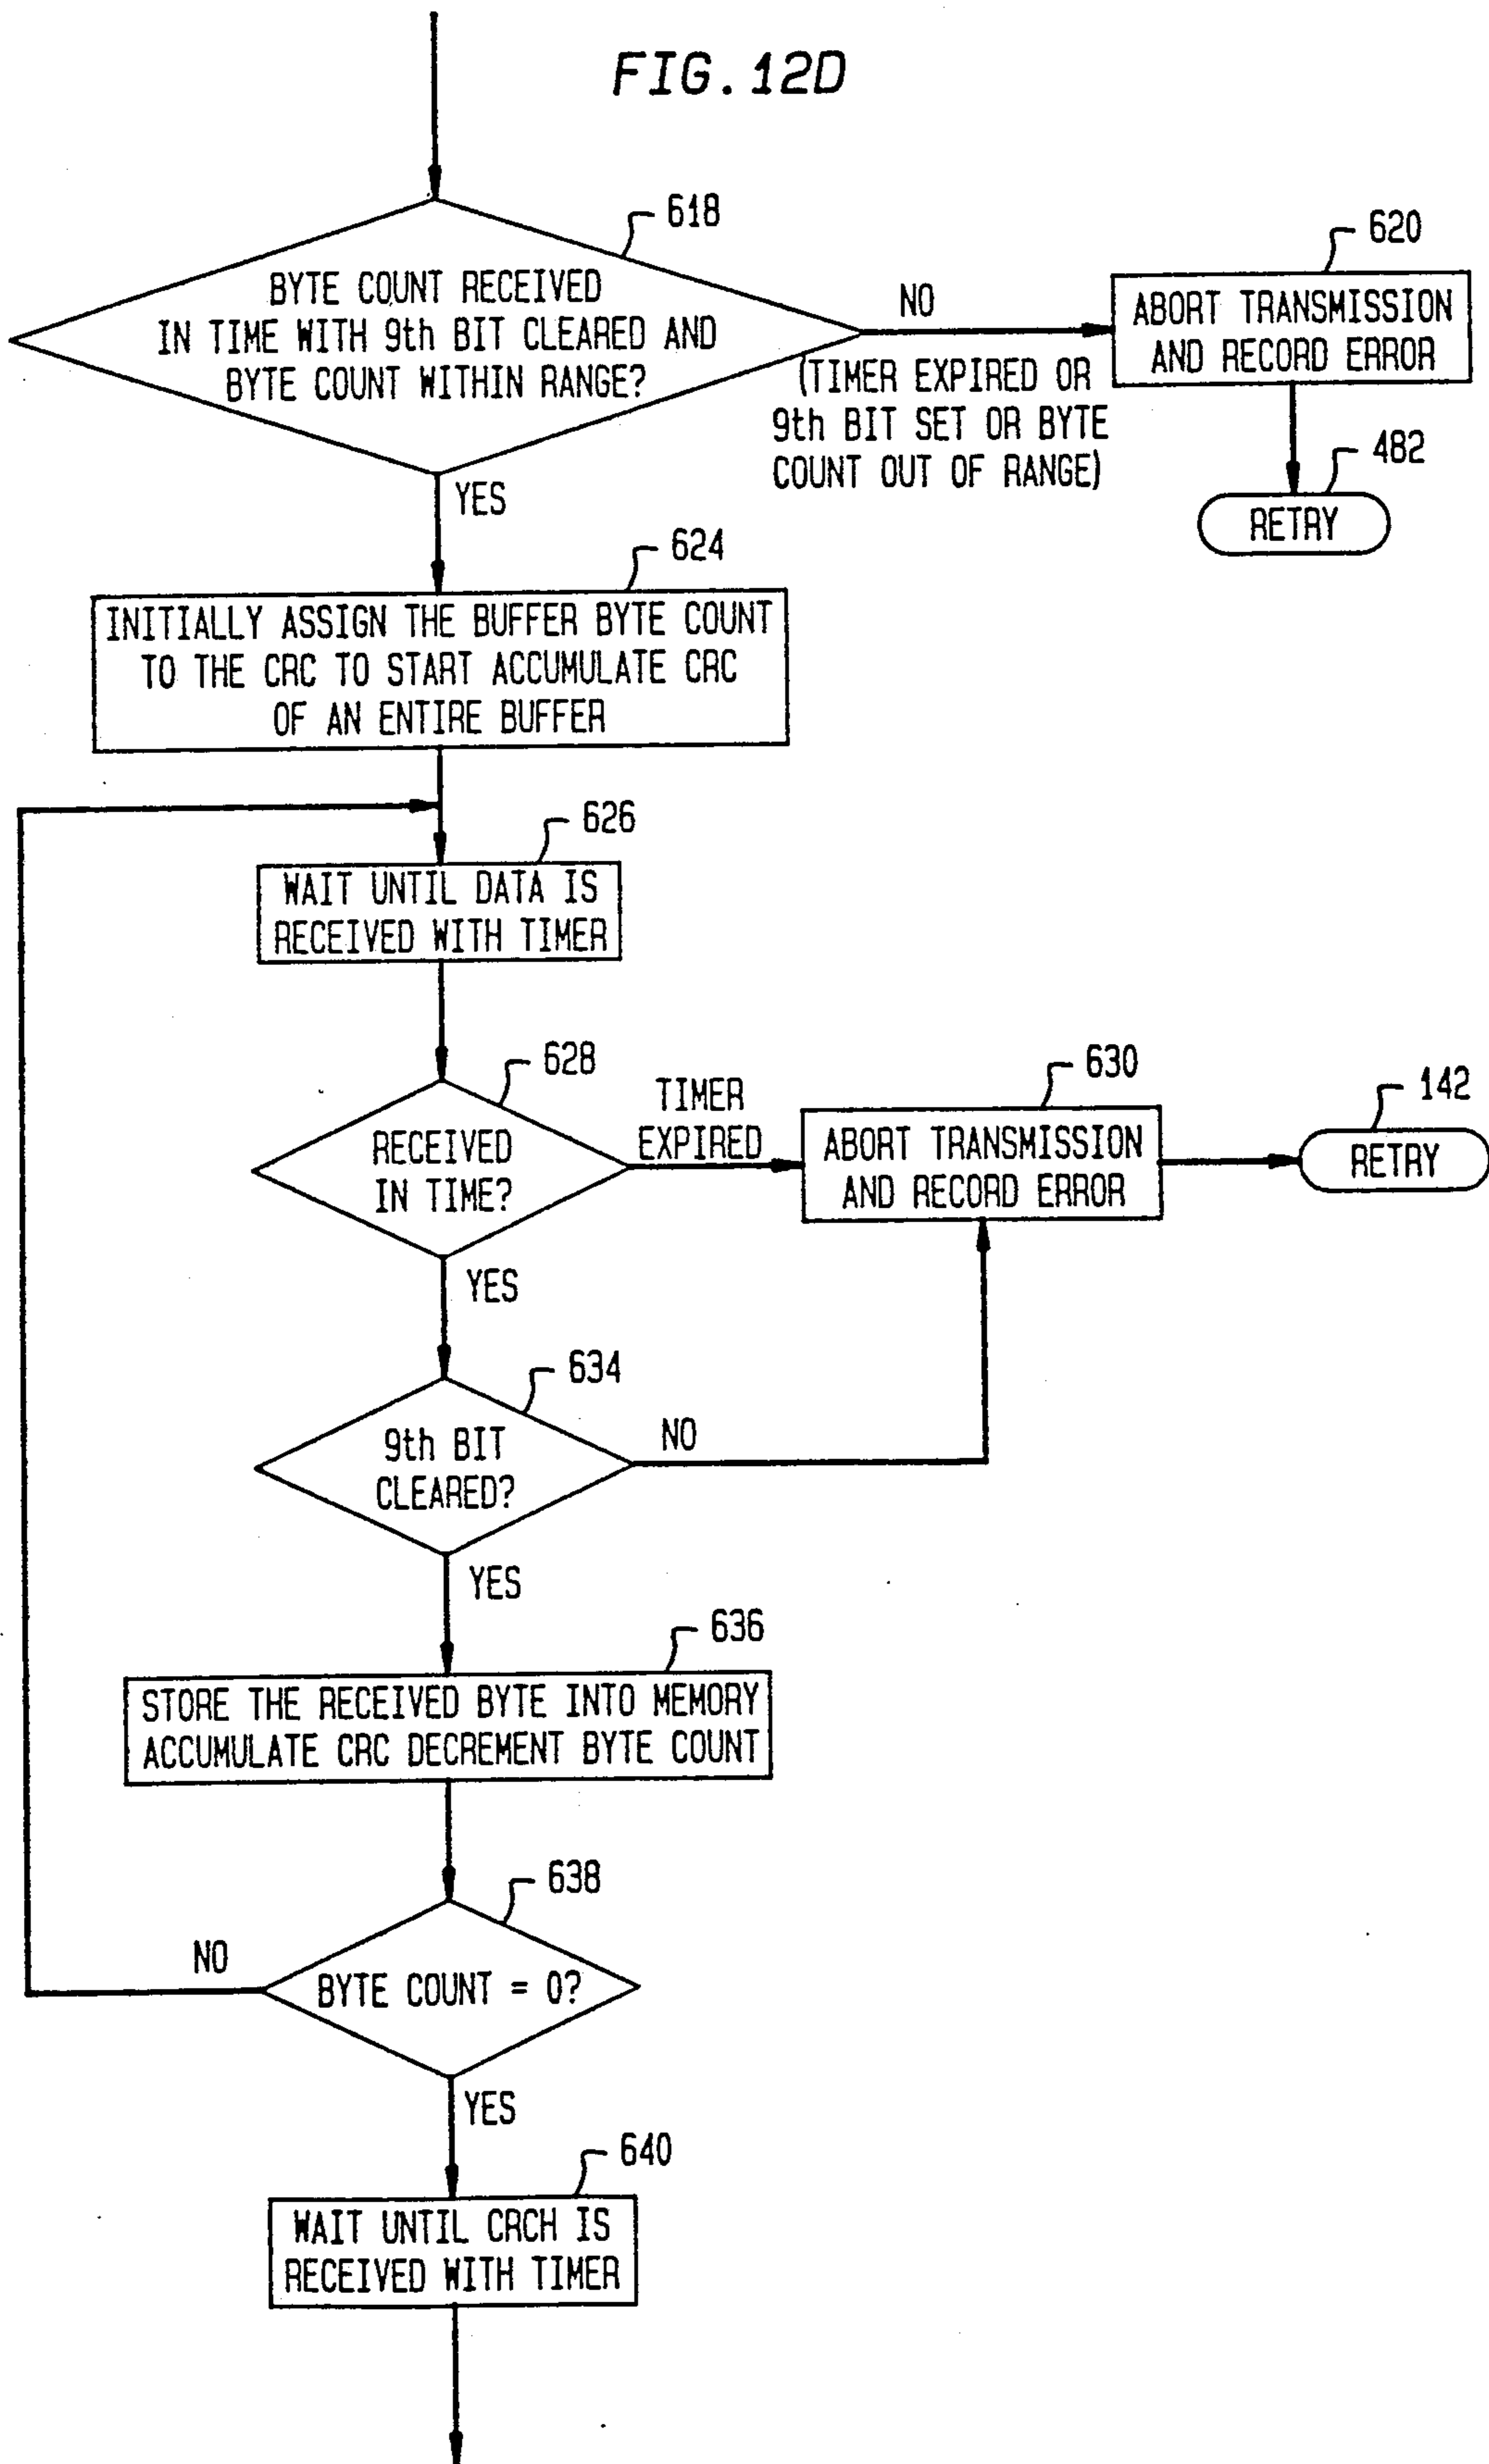 FIG. 12D
618
BYTE COUNT RECEIVED
IN TIME WITH 9th BIT CLEARED AND
BYTE COUNT WITHIN RANGE?
NO
(TIMER EXPIRED OR
9th BIT SET OR BYTE
COUNT OUT OF RANGE)
620
ABORT TRANSMISSION
AND RECORD ERROR
482
RETRY
YES
624
INITIALLY ASSIGN THE BUFFER BYTE COUNT
TO THE CRC TO START ACCUMULATE CRC
OF AN ENTIRE BUFFER
626
WAIT UNTIL DATA IS
RECEIVED WITH TIMER
628
RECEIVED
IN TIME?
TIMER
EXPIRED
630
ABORT TRANSMISSION
AND RECORD ERROR
142
RETRY
YES
634
9th BIT
CLEARED?
NO
YES
636
STORE THE RECEIVED BYTE INTO MEMORY
ACCUMULATE CRC DECREMENT BYTE COUNT
638
NO
BYTE COUNT = 0?
YES
640
WAIT UNTIL CRCH IS
RECEIVED WITH TIMER